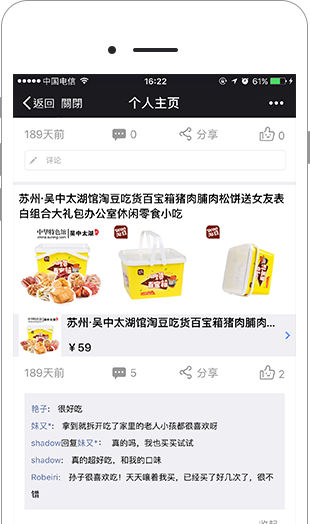 中国电信 16:22 61%
返回 關閉 个人主页
189天前 0 分享 0
评论
苏州·吴中太湖馆淘豆吃货百宝箱猪肉脯肉松饼送女友表
白组合大礼包办公室休闲零食小吃
中华特色馆 吴中太湖
苏州·吴中太湖馆淘豆吃货百宝箱猪肉脯肉...
￥59
189天前 5 分享 2
艳子: 很好吃
妹又*: 拿到就拆开吃了家里的老人小孩都很喜欢呀
shadow回复妹又*: 真的吗，我也买买试试
shadow: 真的超好吃，和我的口味
Robeiri: 孙子很喜欢吃！天天嚷着我买，已经买了好几次了，很不
错
收起